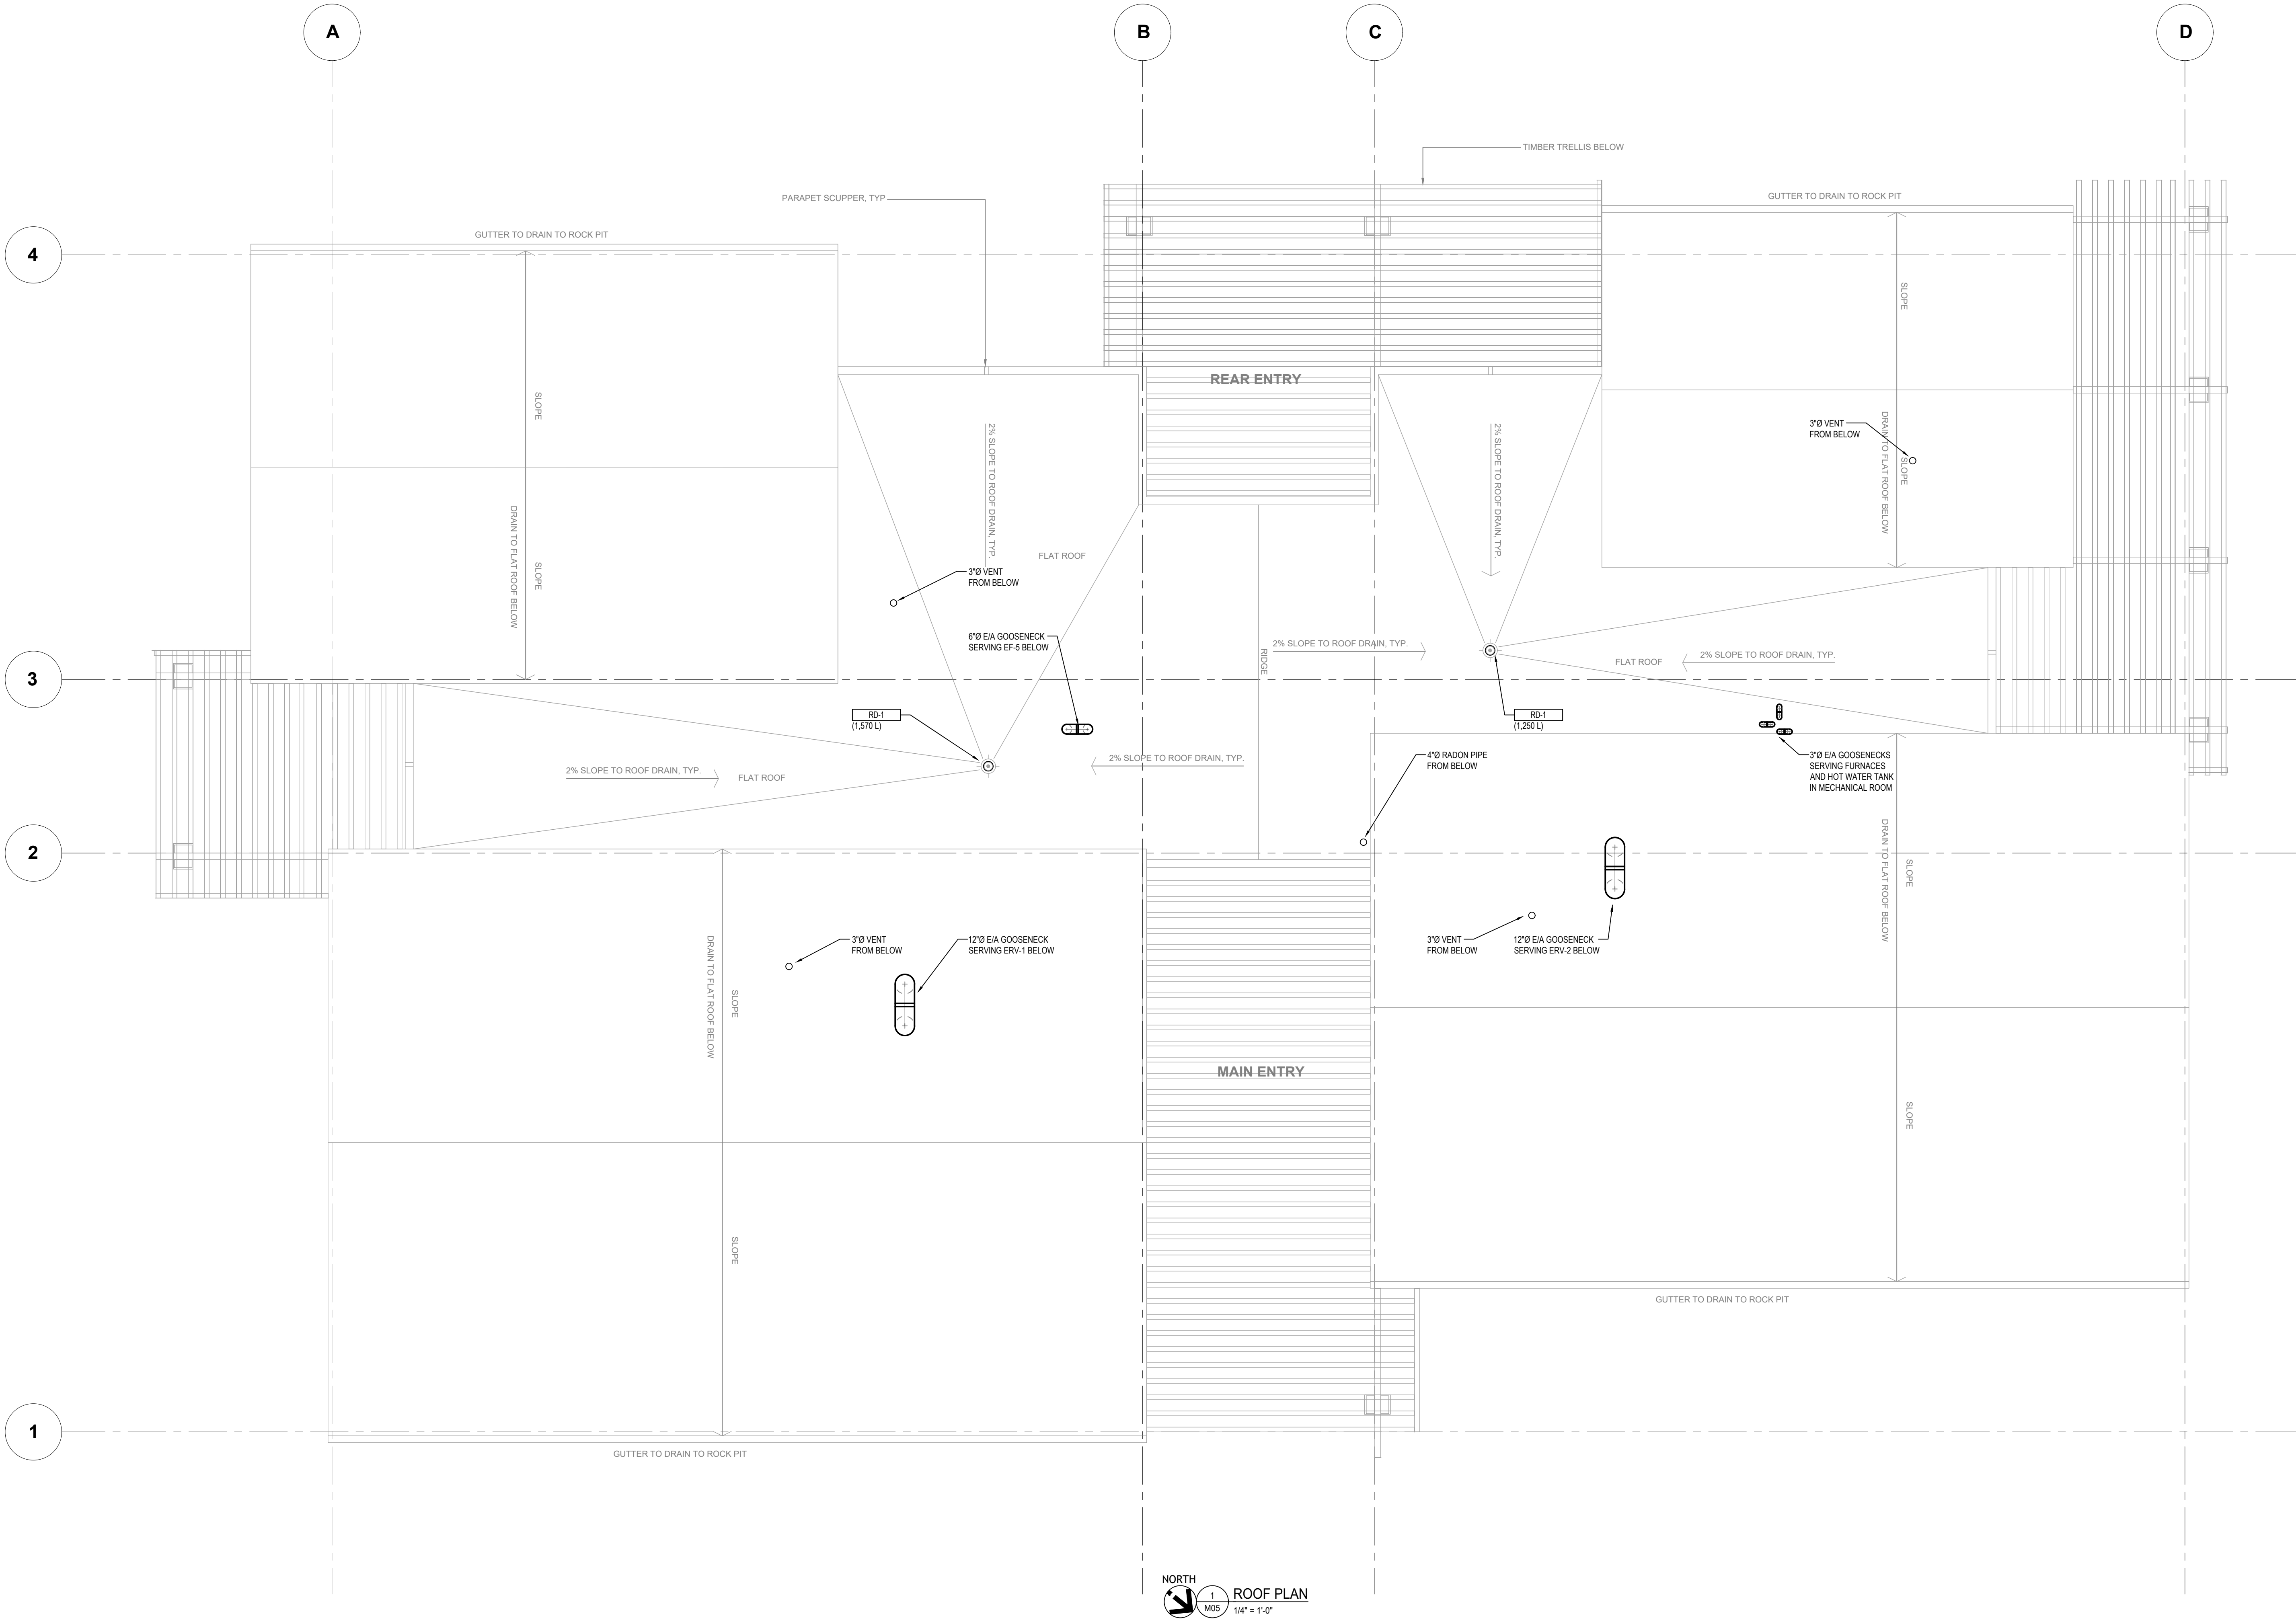 A
B
C
D
TIMBER TRELLIS BELOW
PARAPET SCUPPER, TYP
GUTTER TO DRAIN TO ROCK PIT
GUTTER TO DRAIN TO ROCK PIT
4
SLOPE
REAR ENTRY
SLOPE
2% SLOPE TO ROOF DRAIN, TYP.
2% SLOPE TO ROOF DRAIN, TYP.
3"Ø VENT
FROM BELOW
DRAIN TO FLAT ROOF BELOW
SLOPE
DRAIN TO FLAT ROOF BELOW
SLOPE
FLAT ROOF
3"Ø VENT
FROM BELOW
6"Ø E/A GOOSENECK
SERVING EF-5 BELOW
RIDGE
2% SLOPE TO ROOF DRAIN, TYP.
FLAT ROOF
2% SLOPE TO ROOF DRAIN, TYP.
3
RD-1
(1,570 L)
RD-1
(1,250 L)
2% SLOPE TO ROOF DRAIN, TYP.
FLAT ROOF
2% SLOPE TO ROOF DRAIN, TYP.
4"Ø RADON PIPE
FROM BELOW
3"Ø E/A GOOSENECKS
SERVING FURNACES
AND HOT WATER TANK
IN MECHANICAL ROOM
2
DRAIN TO FLAT ROOF BELOW
SLOPE
DRAIN TO FLAT ROOF BELOW
SLOPE
3"Ø VENT
FROM BELOW
12"Ø E/A GOOSENECK
SERVING ERV-1 BELOW
3"Ø VENT
FROM BELOW
12"Ø E/A GOOSENECK
SERVING ERV-2 BELOW
MAIN ENTRY
SLOPE
SLOPE
GUTTER TO DRAIN TO ROCK PIT
1
GUTTER TO DRAIN TO ROCK PIT
NORTH
1
M05
ROOF PLAN
1/4" = 1'-0"